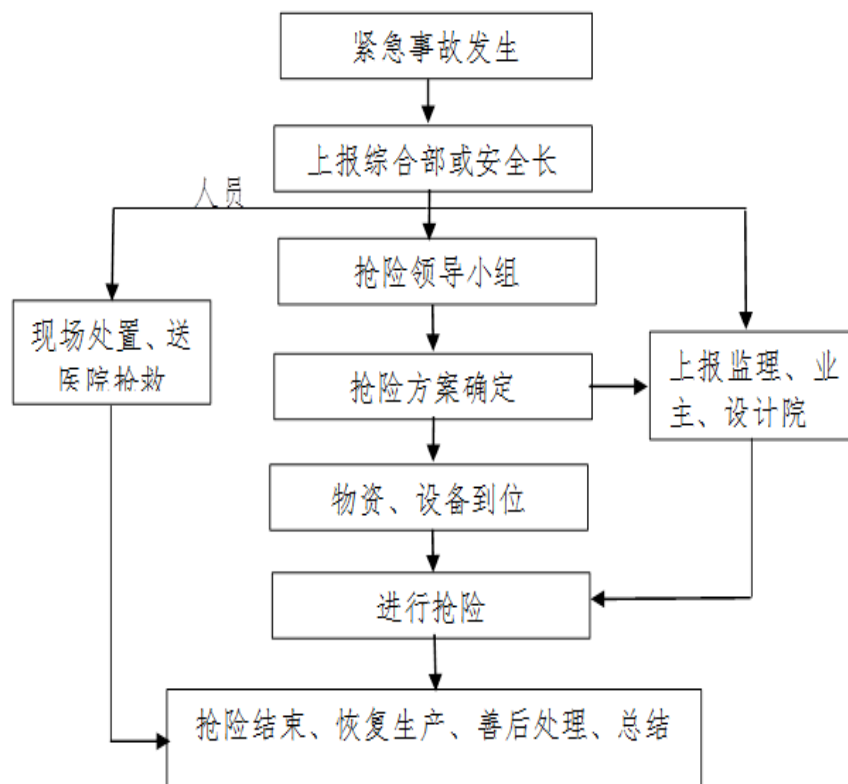 紧急事故发生
上报综合部或安全长
人员
抢险领导小组
现场处置、送
医院抢救
抢险方案确定
上报监理、业
主、设计院
物资、设备到位
进行抢险
抢险结束、恢复生产、善后处理、总结